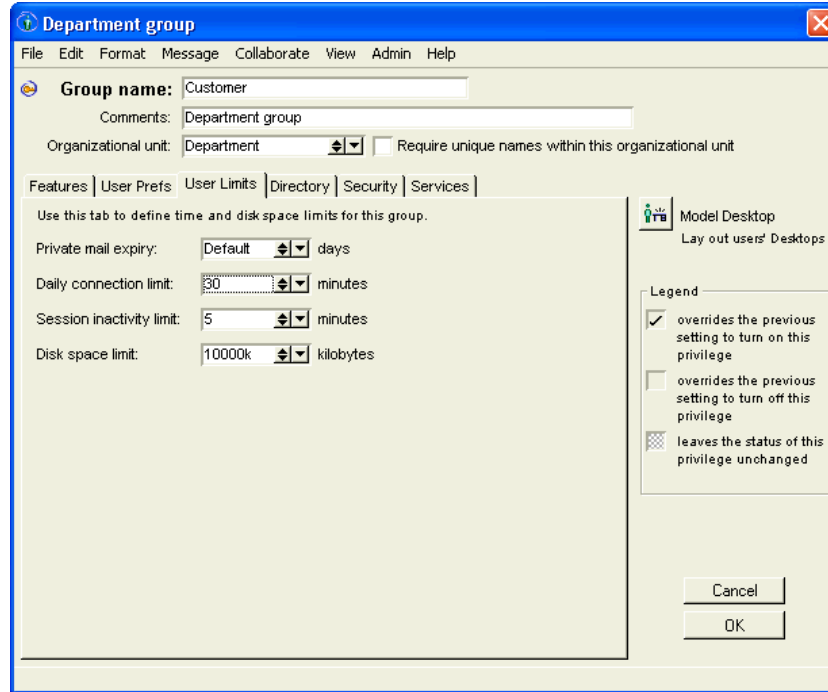 Department group
File Edit Format Message Collaborate View Admin Help
Group name: Customer
Comments: Department group
Organizational unit: Department Require unique names within this organizational unit
Features User Prefs User Limits Directory Security Services
Use this tab to define time and disk space limits for this group.
Private mail expiry: Default days
Daily connection limit: 30 minutes
Session inactivity limit: 5 minutes
Disk space limit: 10000k kilobytes
Model Desktop
Lay out users' Desktops
Legend
overrides the previous
setting to turn on this
privilege
overrides the previous
setting to turn off this
privilege
leaves the status of this
privilege unchanged
Cancel
OK